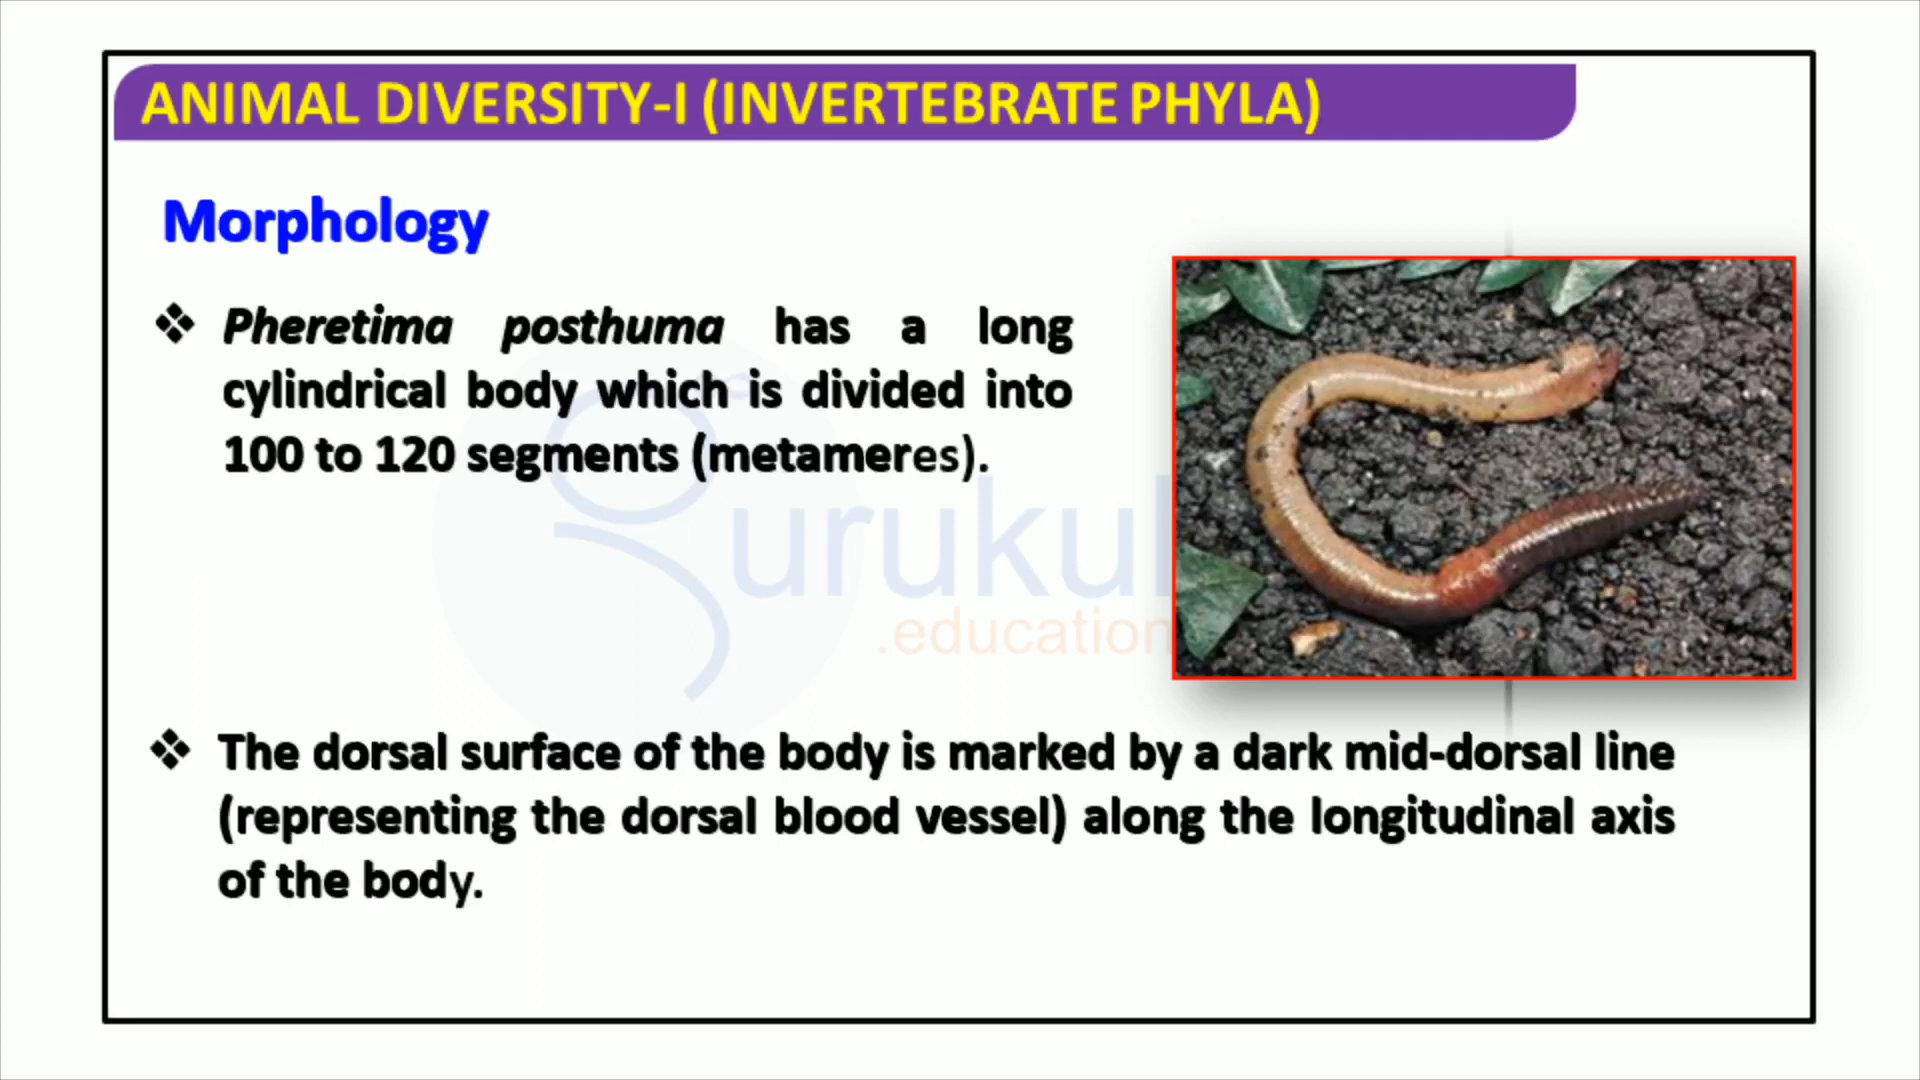 ANIMAL DIVERSITY-I (INVERTEBRATE PHYLA)
Morphology
❖ Pheretima posthuma has a long
cylindrical body which is divided into
100 to 120 segments (metameres).
gurukul
.education
❖ The dorsal surface of the body is marked by a dark mid-dorsal line
(representing the dorsal blood vessel) along the longitudinal axis
of the body.